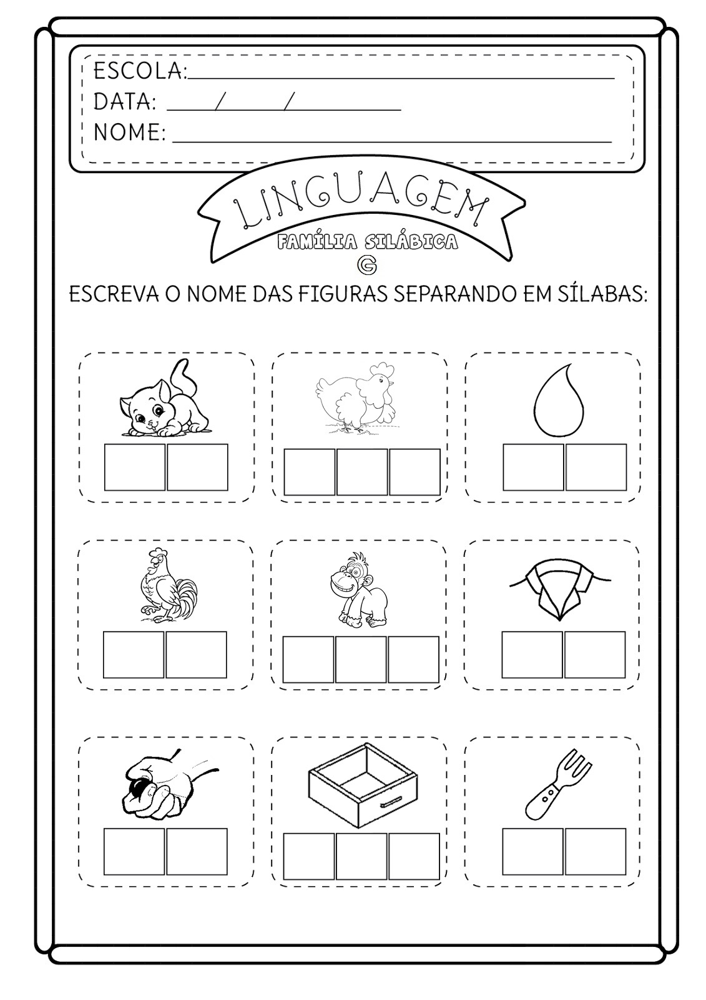 ESCOLA:
DATA: / /
NOME:
LINGUAGEM
FAMÍLIA SILÁBICA
G
ESCREVA O NOME DAS FIGURAS SEPARANDO EM SÍLABAS: